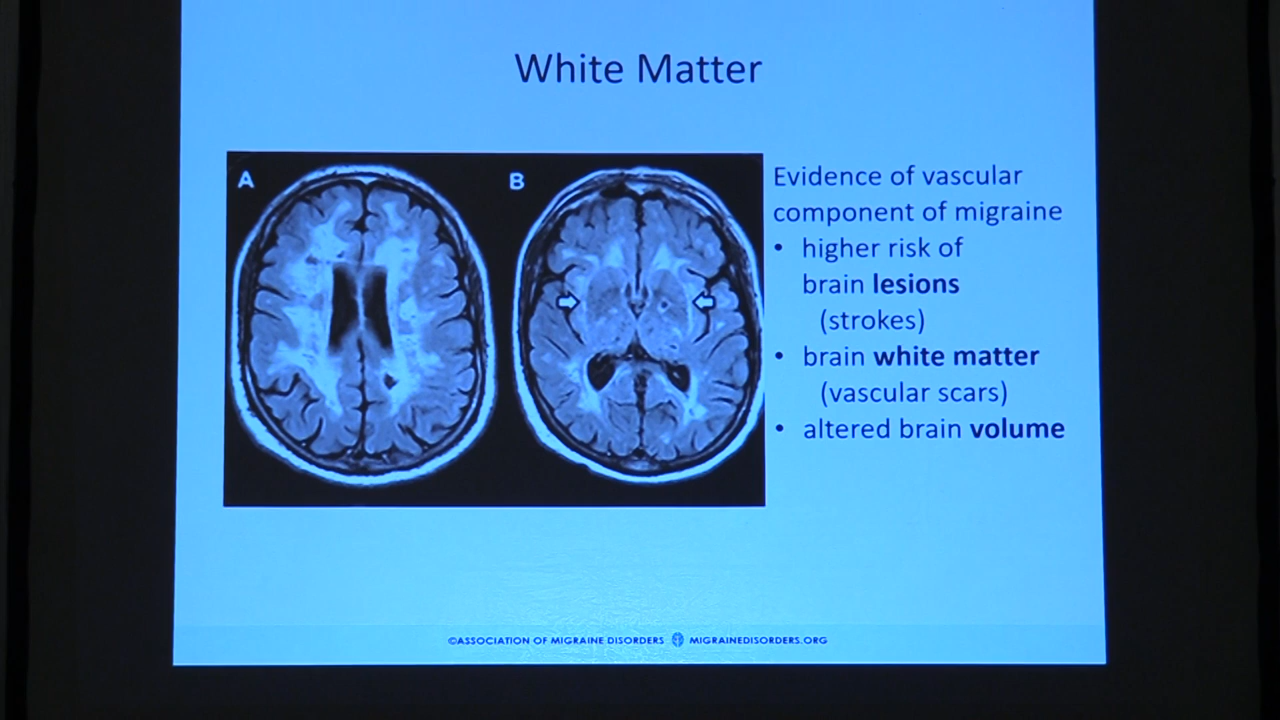 White Matter
A
B
Evidence of vascular
component of migraine
• higher risk of
brain lesions
(strokes)
• brain white matter
(vascular scars)
• altered brain volume
©ASSOCIATION OF MIGRAINE DISORDERS MIGRAINEDISORDERS.ORG